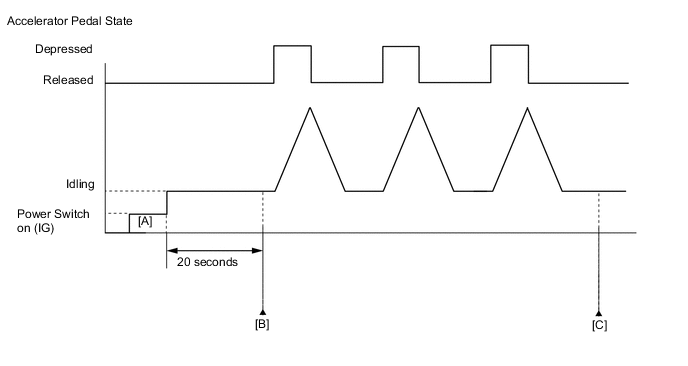 Accelerator Pedal State
Depressed
Released
Idling
Power Switch
on (IG)
[A]
20 seconds
[B]
[C]